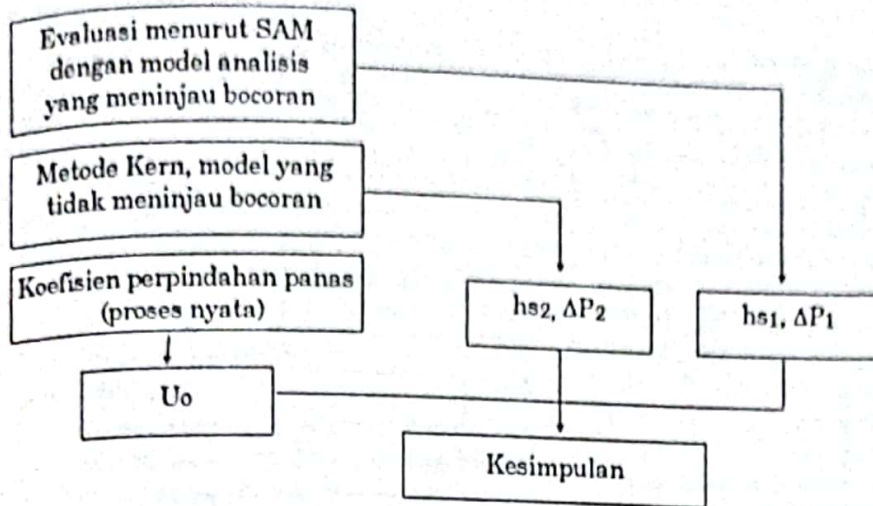 Evaluasi menurut SAM
dengan model analisis
yang meninjau bocoran
Metode Kern, model yang
tidak meninjau bocoran
Koefisien perpindahan panas
(proses nyata)
hs2, ΔP2
hs1, ΔP1
Uo
Kesimpulan